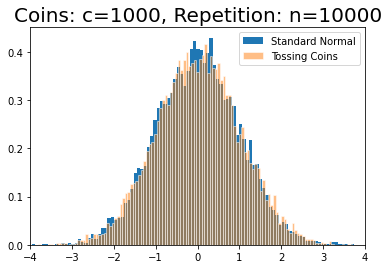 Coins: c=1000, Repetition: n=10000
Standard Normal
Tossing Coins
0.4
0.3
0.2
0.1
0.0
−4 −3 −2 −1 0 1 2 3 4